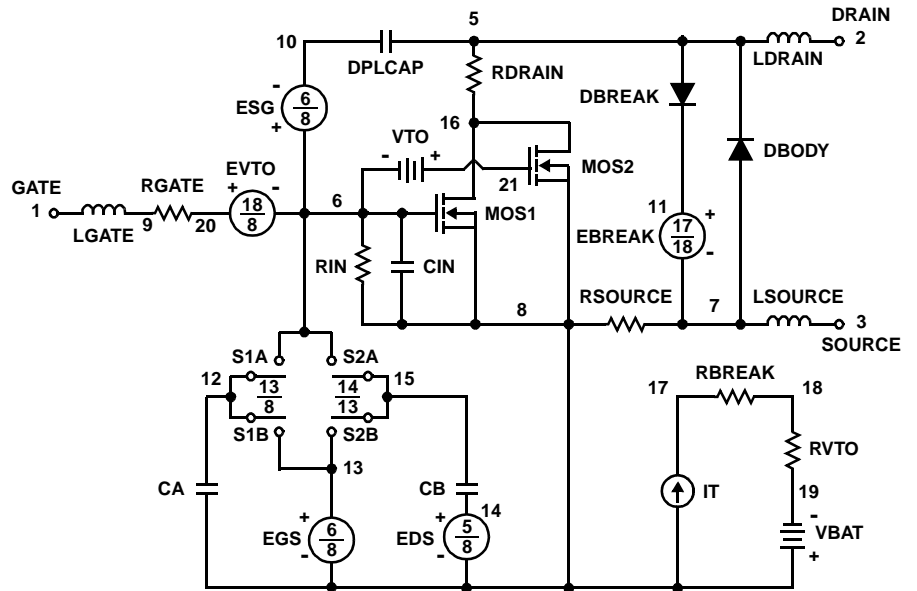 5
DRAIN
2
10
DPLCAP
RDRAIN
LDRAIN
DBREAK
-
6
8
ESG
+
16
VTO
- +
MOS2
21
DBODY
GATE
1
RGATE
EVTO
+ -
18
8
LGATE
9
20
6
MOS1
11
+
17
18
EBREAK
-
RIN
CIN
8
RSOURCE
7
LSOURCE
3
SOURCE
S1A
S2A
12
13
8
14
13
15
S1B
S2B
13
CA
CB
14
+
6
8
EGS
-
+
5
8
EDS
-
17
RBREAK
18
RVTO
IT
19
-
VBAT
+